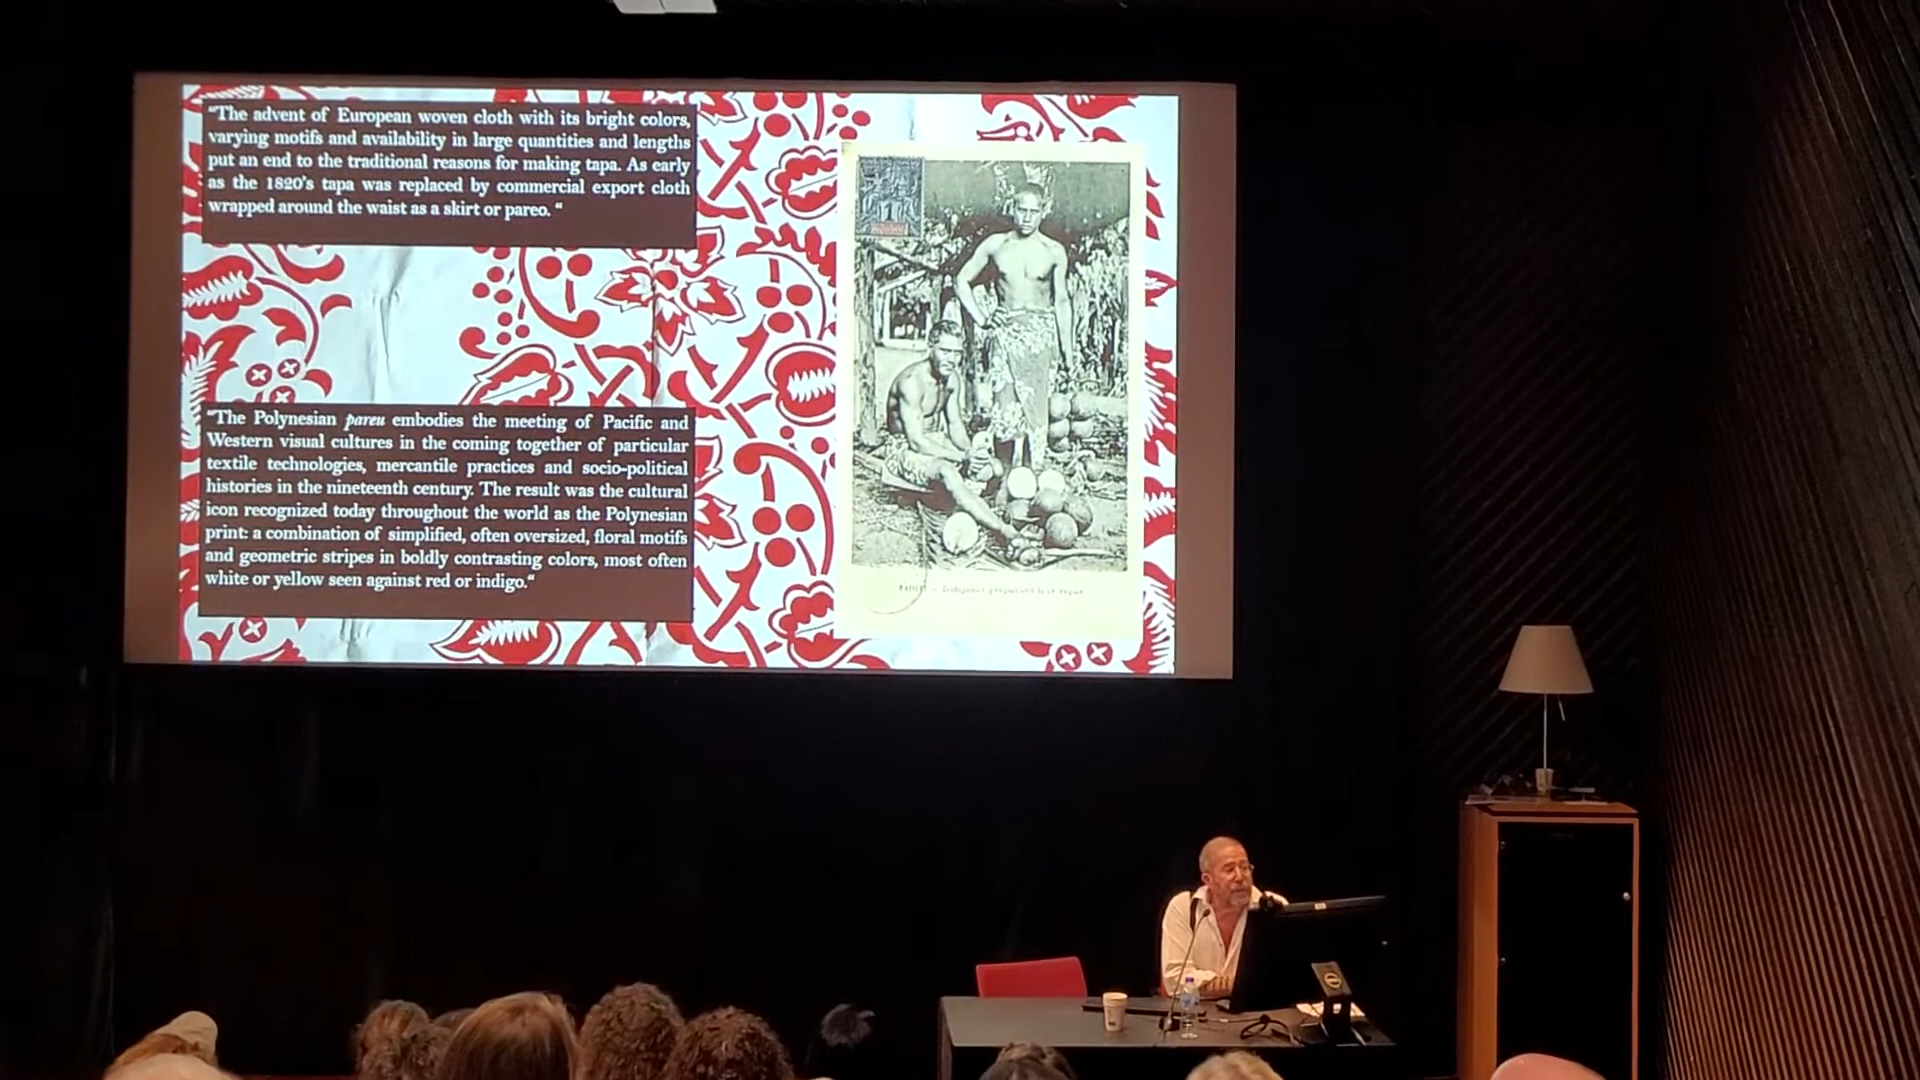 “The advent of European woven cloth with its bright colors,
varying motifs and availability in large quantities and lengths
put an end to the traditional reasons for making tapa. As early
as the 1820’s tapa was replaced by commercial export cloth
wrapped around the waist as a skirt or pareo. “
“The Polynesian pareu embodies the meeting of Pacific and
Western visual cultures in the coming together of particular
textile technologies, mercantile practices and socio-political
histories in the nineteenth century. The result was the cultural
icon recognized today throughout the world as the Polynesian
print: a combination of simplified, often oversized, floral motifs
and geometric stripes in boldly contrasting colors, most often
white or yellow seen against red or indigo.“
1